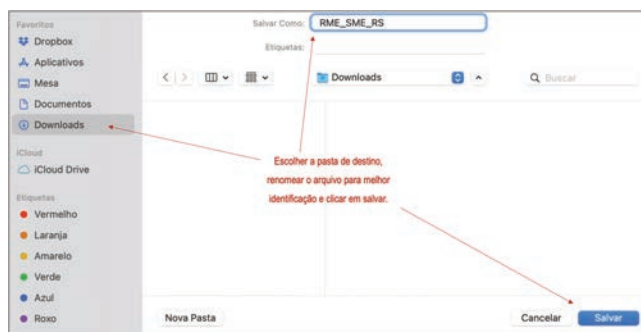 Favoritos
Dropbox
Aplicativos
Mesa
Documentos
Downloads
iCloud
iCloud Drive
Etiquetas
Vermelho
Laranja
Amarelo
Verde
Azul
Roxo
Salvar Como: RME_SME_RS
Etiquetas:
Downloads
Buscar
Escolher a pasta de destino,
renomear o arquivo para melhor
identificação e clicar em salvar.
Nova Pasta
Cancelar
Salvar